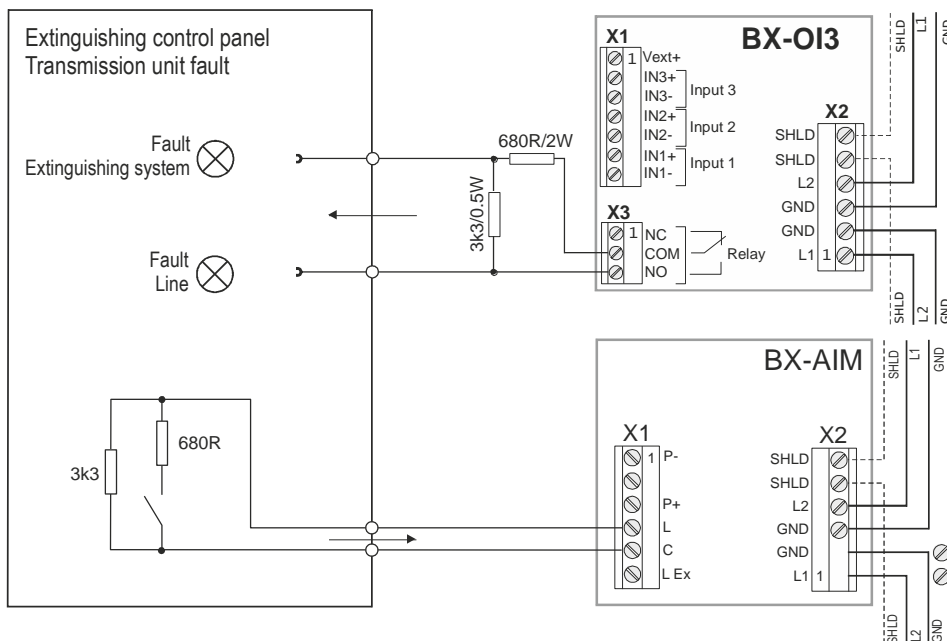 Extinguishing control panel
Transmission unit fault
Fault
Extinguishing system
Fault
Line
680R/2W
3k3/0.5W
3k3
680R
BX-OI3
X1
1 Vext+
IN3+
IN3-
Input 3
IN2+
IN2-
Input 2
IN1+
IN1-
Input 1
X3
1 NC
COM
NO
Relay
X2
SHLD
SHLD
L2
GND
GND
L1 1
SHLD
L1
GND
SHLD
L2
GND
BX-AIM
X1
1 P-
P+
L
C
L Ex
X2
SHLD
SHLD
L2
GND
GND
L1 1
SHLD
L1
GND
SHLD
L2
GND